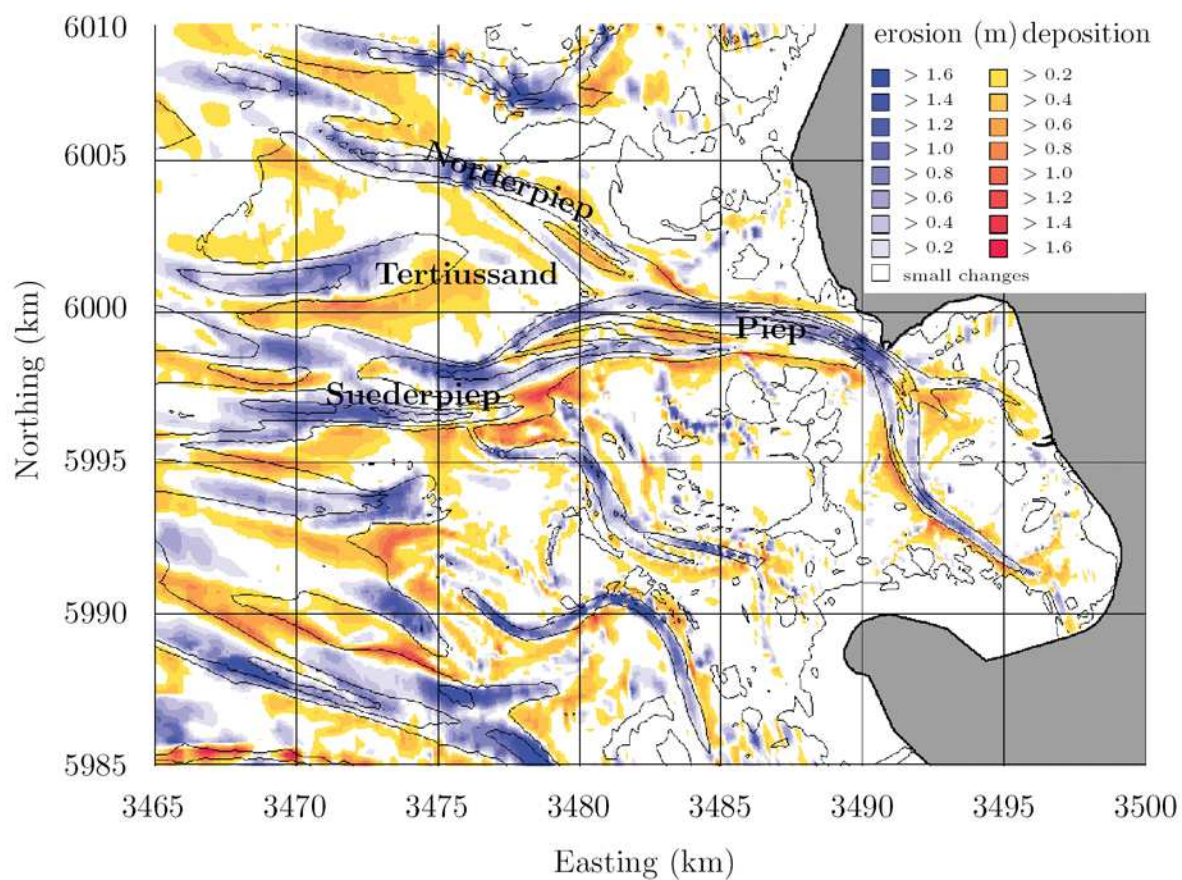 6010
6005
6000
5995
5990
5985
Northing (km)
erosion (m) deposition
> 1.6 > 0.2
> 1.4 > 0.4
> 1.2 > 0.6
> 1.0 > 0.8
> 0.8 > 1.0
> 0.6 > 1.2
> 0.4 > 1.4
> 0.2 > 1.6
small changes
Norderpiep
Tertiussand
Piep
Suederpiep
3465 3470 3475 3480 3485 3490 3495 3500
Easting (km)